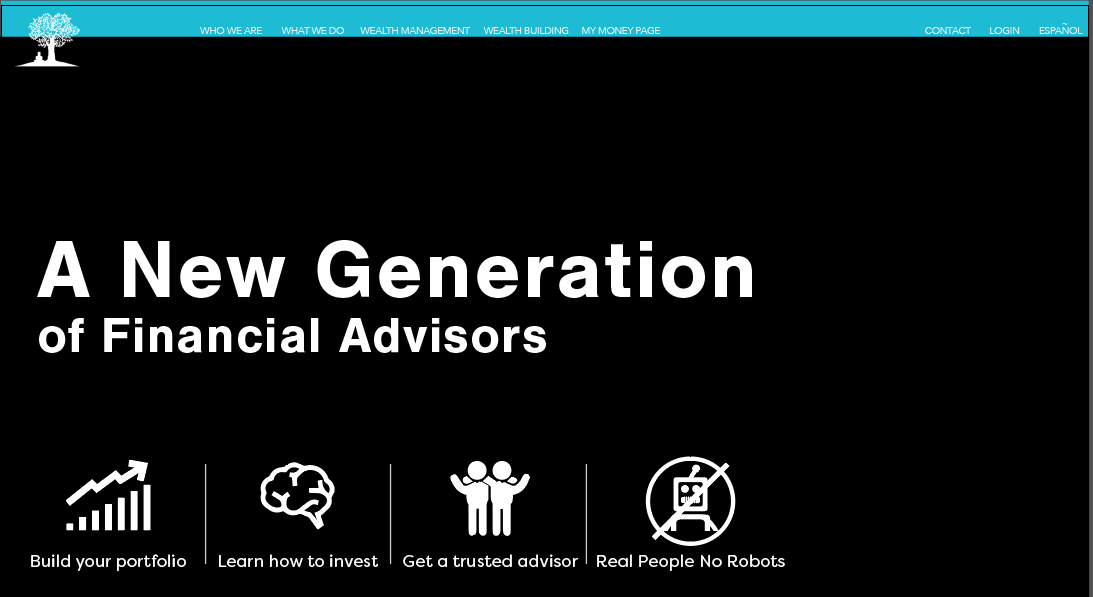 WHO WE ARE WHAT WE DO WEALTH MANAGEMENT WEALTH BUILDING MY MONEY PAGE CONTACT LOGIN ESPAÑOL
A New Generation
of Financial Advisors
Build your portfolio Learn how to invest Get a trusted advisor Real People No Robots